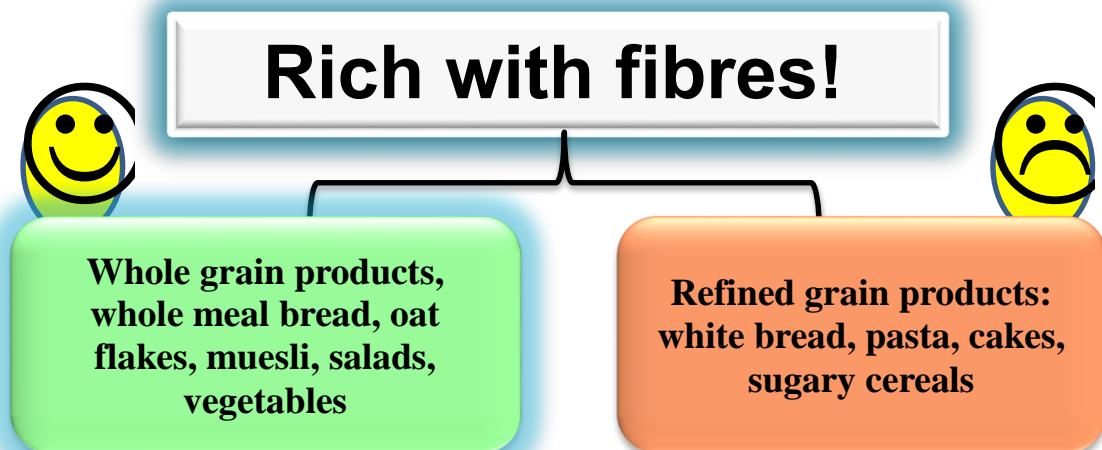 Rich with fibres!
Whole grain products,
whole meal bread, oat
flakes, muesli, salads,
vegetables
Refined grain products:
white bread, pasta, cakes,
sugary cereals